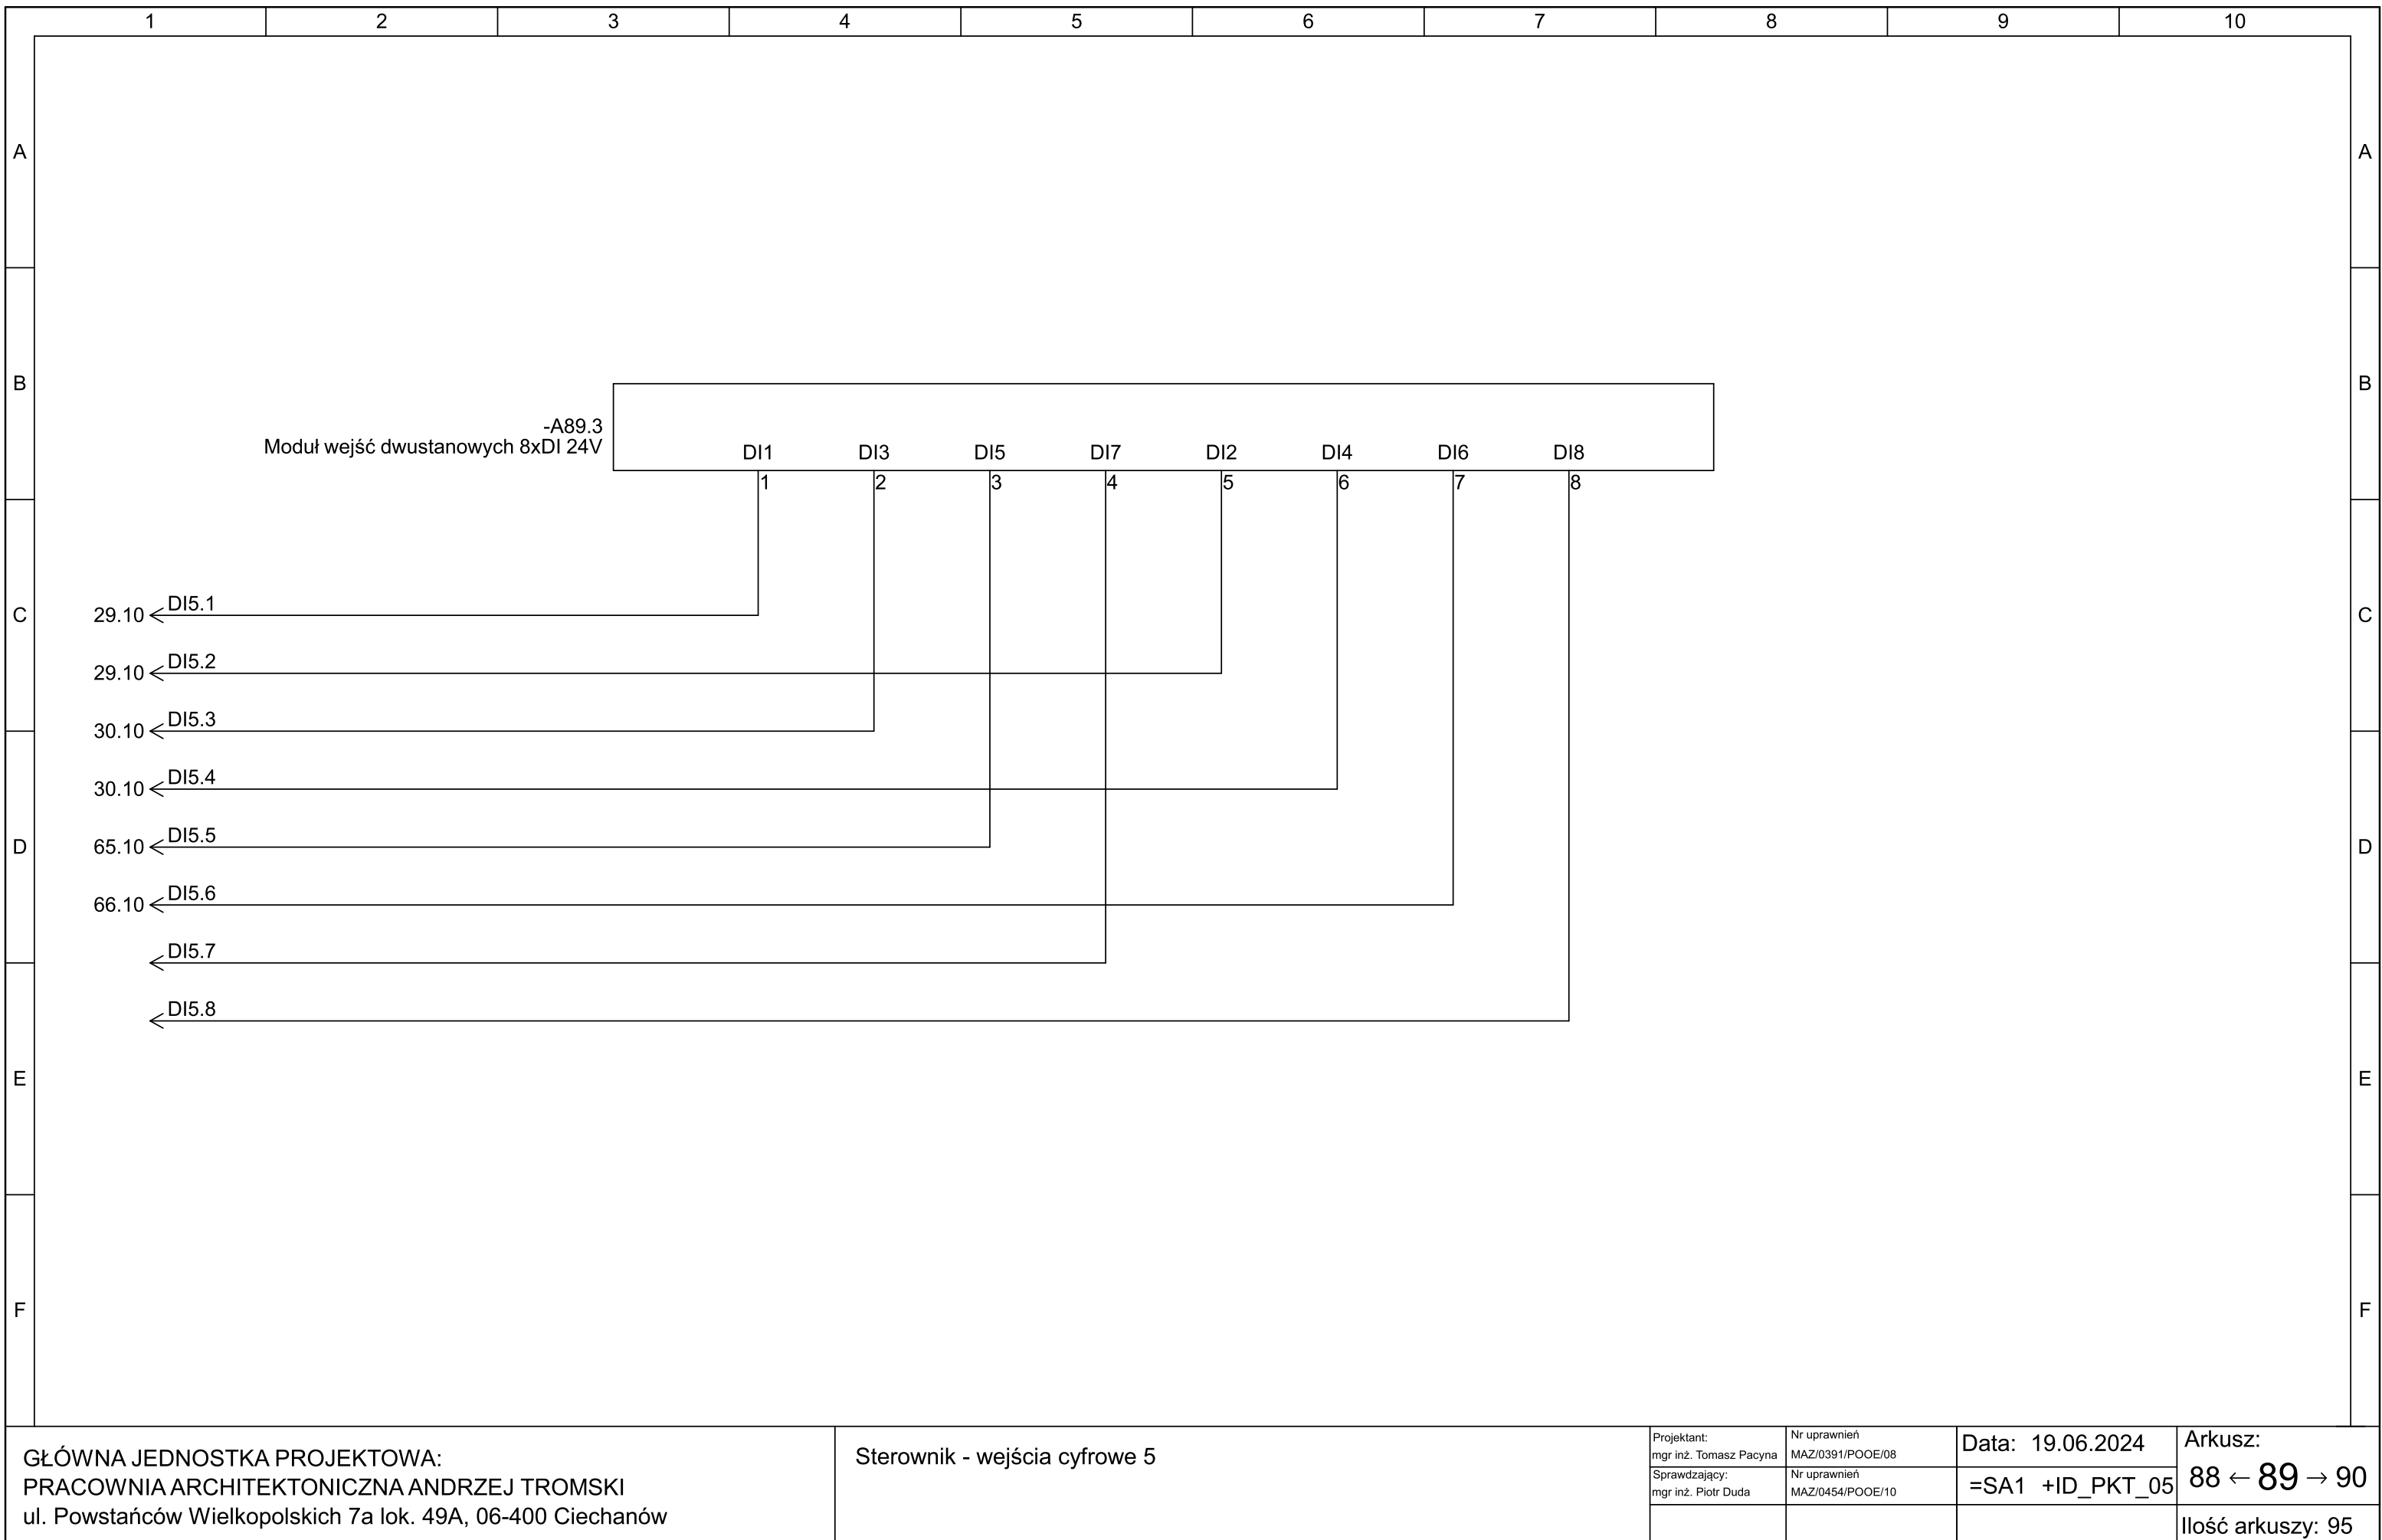 1 2 3 4 5 6 7 8 9 10
A A
B B
-A89.3
Moduł wejść dwustanowych 8xDI 24V
DI1 DI3 DI5 DI7 DI2 DI4 DI6 DI8
1 2 3 4 5 6 7 8
DI5.1
C 29.10 C
DI5.2
29.10
DI5.3
30.10
DI5.4
30.10
DI5.5
D 65.10 D
DI5.6
66.10
DI5.7
DI5.8
E E
F F
GŁÓWNA JEDNOSTKA PROJEKTOWA:
PRACOWNIA ARCHITEKTONICZNA ANDRZEJ TROMSKI
ul. Powstańców Wielkopolskich 7a lok. 49A, 06-400 Ciechanów
Sterownik - wejścia cyfrowe 5
Projektant: Nr uprawnień
mgr inż. Tomasz Pacyna MAZ/0391/POOE/08
Sprawdzający: Nr uprawnień
mgr inż. Piotr Duda MAZ/0454/POOE/10
Data: 19.06.2024
=SA1 +ID_PKT_05
Arkusz:
88 ← 89 → 90
Ilość arkuszy: 95